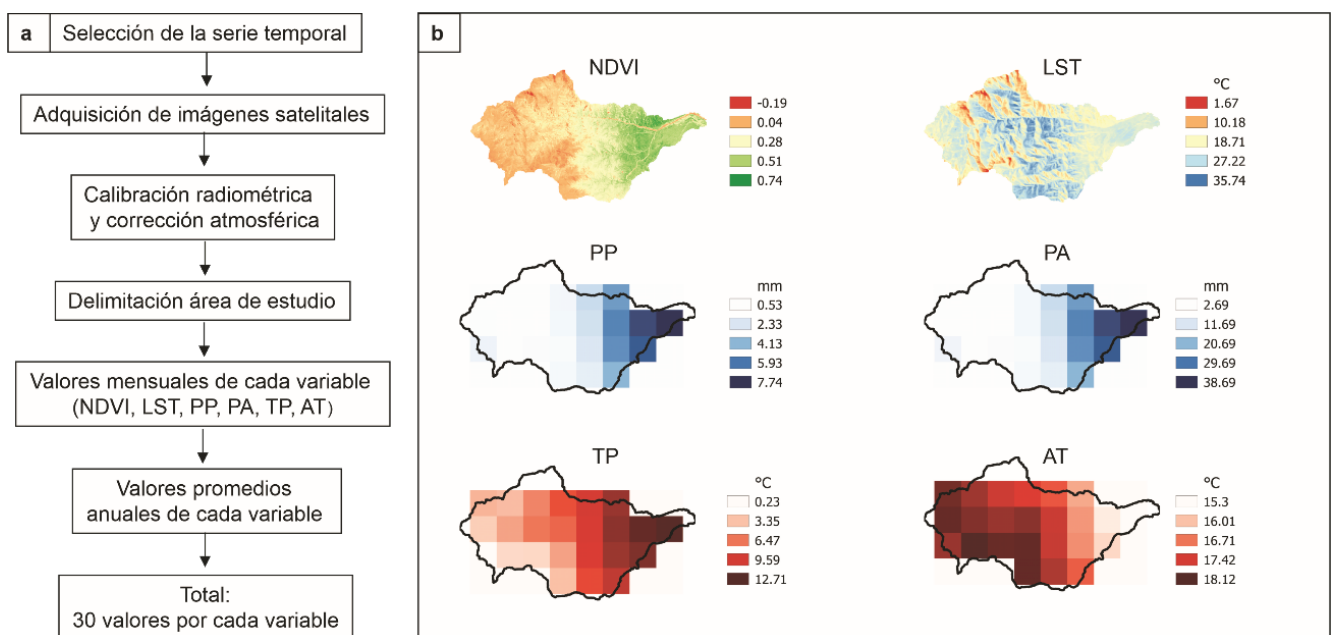 a
Selección de la serie temporal
Adquisición de imágenes satelitales
Calibración radiométrica
y corrección atmosférica
Delimitación área de estudio
Valores mensuales de cada variable
(NDVI, LST, PP, PA, TP, AT)
Valores promedios
anuales de cada variable
Total:
30 valores por cada variable
b
NDVI
-0.19
0.04
0.28
0.51
0.74
LST
°C
1.67
10.18
18.71
27.22
35.74
PP
mm
0.53
2.33
4.13
5.93
7.74
PA
mm
2.69
11.69
20.69
29.69
38.69
TP
°C
0.23
3.35
6.47
9.59
12.71
AT
°C
15.3
16.01
16.71
17.42
18.12